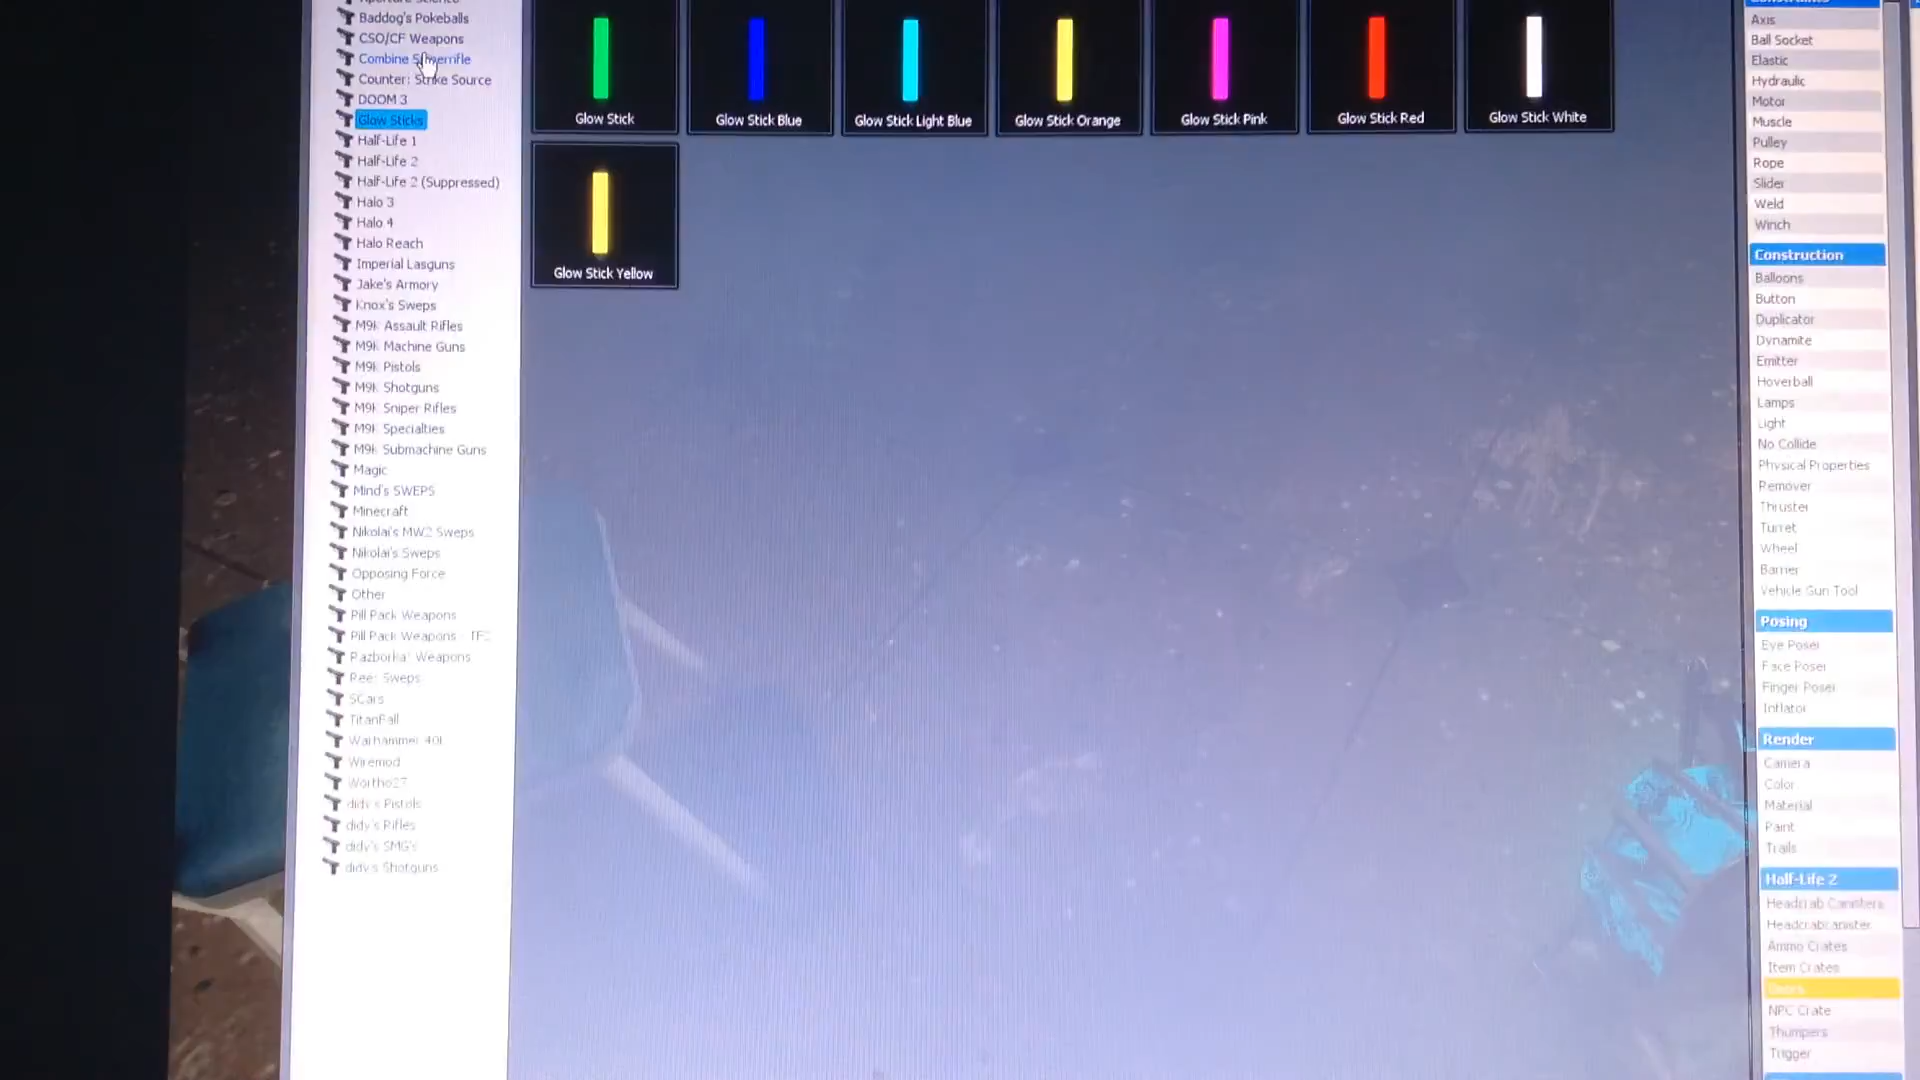 Baddog's Pokeballs
CSO/CF Weapons
Combine
Counter: Strike Source
DOOM 3
Glow Sticks
Half-Life 1
Half-Life 2
Half-Life 2 (Suppressed)
Halo 3
Halo 4
Halo Reach
Imperial Lasguns
Jake's Armory
Knox's Sweps
M9K Assault Rifles
M9K Machine Guns
M9K Pistols
M9K Shotguns
M9K Sniper Rifles
M9K Specialties
M9K Submachine Guns
Magic
Mind's SWEPS
Minecraft
Nikolai's MW2 Sweps
Nikolai's Sweps
Opposing Force
Other
Pill Pack Weapons
Pill Pack Weapons - TF2
Weapons
Sweps
SCars
TitanFall
Warhammer 40k
Wiremod
Wortho27
didy's Pistols
didy's Rifles
didy's SMG's
didy's Shotguns
Glow Stick
Glow Stick Blue
Glow Stick Light Blue
Glow Stick Orange
Glow Stick Pink
Glow Stick Red
Glow Stick White
Glow Stick Yellow
Constraints
Axis
Ball Socket
Elastic
Hydraulic
Motor
Muscle
Pulley
Rope
Slider
Weld
Winch
Construction
Balloons
Button
Duplicator
Dynamite
Emitter
Hoverball
Lamps
Light
No Collide
Physical Properties
Remover
Thruster
Turret
Wheel
Barrier
Vehicle Gun Tool
Posing
Eye Poser
Face Poser
Finger Poser
Inflator
Render
Camera
Color
Material
Paint
Trails
Half-Life 2
Headcrab Canisters
Headcrabcanister
Ammo Crates
Item Crates
Doors
NPC Crate
Thumpers
Trigger